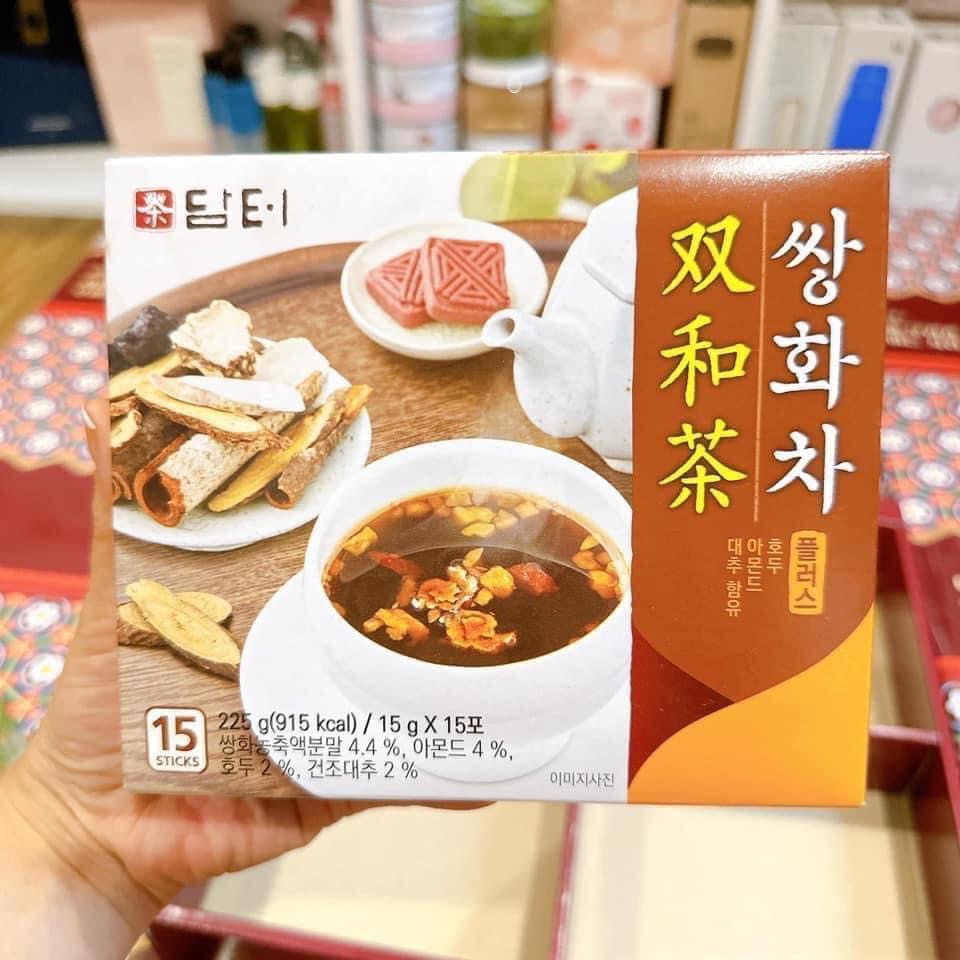 茶 담터
双和茶
쌍화차
플러스
호두
아몬드
대추 함유
15
STICKS
225 g(915 kcal) / 15 g X 15포
쌍화농축액분말 4.4 %, 아몬드 4 %,
호두 2 %, 건조대추 2 %
이미지사진